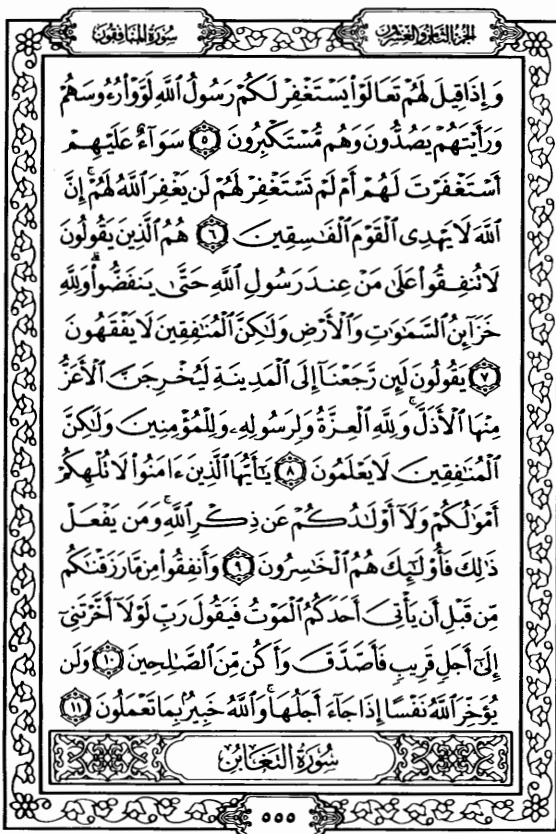 سُورَةُ المُنَافِقُونَ
الجُزْءُ الثَّامِنُ وَالعِشْرُونَ
وَإِذَا قِيلَ لَهُمْ تَعَالَوْا۟ يَسْتَغْفِرْ لَكُمْ رَسُولُ ٱللَّهِ لَوَّوْا۟ رُءُوسَهُمْ
وَرَأَيْتَهُمْ يَصُدُّونَ وَهُم مُّسْتَكْبِرُونَ ٥ سَوَآءٌ عَلَيْهِمْ
أَسْتَغْفَرْتَ لَهُمْ أَمْ لَمْ تَسْتَغْفِرْ لَهُمْ لَن يَغْفِرَ ٱللَّهُ لَهُمْ ۚ إِنَّ
ٱللَّهَ لَا يَهْدِى ٱلْقَوْمَ ٱلْفَـٰسِقِينَ ٦ هُمُ ٱلَّذِينَ يَقُولُونَ
لَا تُنفِقُوا۟ عَلَىٰ مَنْ عِندَ رَسُولِ ٱللَّهِ حَتَّىٰ يَنفَضُّوا۟ ۗ وَلِلَّهِ
خَزَآئِنُ ٱلسَّمَـٰوَٰتِ وَٱلْأَرْضِ وَلَـٰكِنَّ ٱلْمُنَـٰفِقِينَ لَا يَفْقَهُونَ
٧ يَقُولُونَ لَئِن رَّجَعْنَآ إِلَى ٱلْمَدِينَةِ لَيُخْرِجَنَّ ٱلْأَعَزُّ
مِنْهَا ٱلْأَذَلَّ ۚ وَلِلَّهِ ٱلْعِزَّةُ وَلِرَسُولِهِۦ وَلِلْمُؤْمِنِينَ وَلَـٰكِنَّ
ٱلْمُنَـٰفِقِينَ لَا يَعْلَمُونَ ٨ يَـٰٓأَيُّهَا ٱلَّذِينَ ءَامَنُوا۟ لَا تُلْهِكُمْ
أَمْوَٰلُكُمْ وَلَآ أَوْلَـٰدُكُمْ عَن ذِكْرِ ٱللَّهِ ۚ وَمَن يَفْعَلْ
ذَٰلِكَ فَأُو۟لَـٰٓئِكَ هُمُ ٱلْخَـٰسِرُونَ ٩ وَأَنفِقُوا۟ مِن مَّا رَزَقْنَـٰكُم
مِّن قَبْلِ أَن يَأْتِىَ أَحَدَكُمُ ٱلْمَوْتُ فَيَقُولَ رَبِّ لَوْلَآ أَخَّرْتَنِىٓ
إِلَىٰٓ أَجَلٍ قَرِيبٍ فَأَصَّدَّقَ وَأَكُن مِّنَ ٱلصَّـٰلِحِينَ ١٠ وَلَن
يُؤَخِّرَ ٱللَّهُ نَفْسًا إِذَا جَآءَ أَجَلُهَا ۚ وَٱللَّهُ خَبِيرٌۢ بِمَا تَعْمَلُونَ ١١
سُورَةُ التَّغَابُنِ
٥٥٥